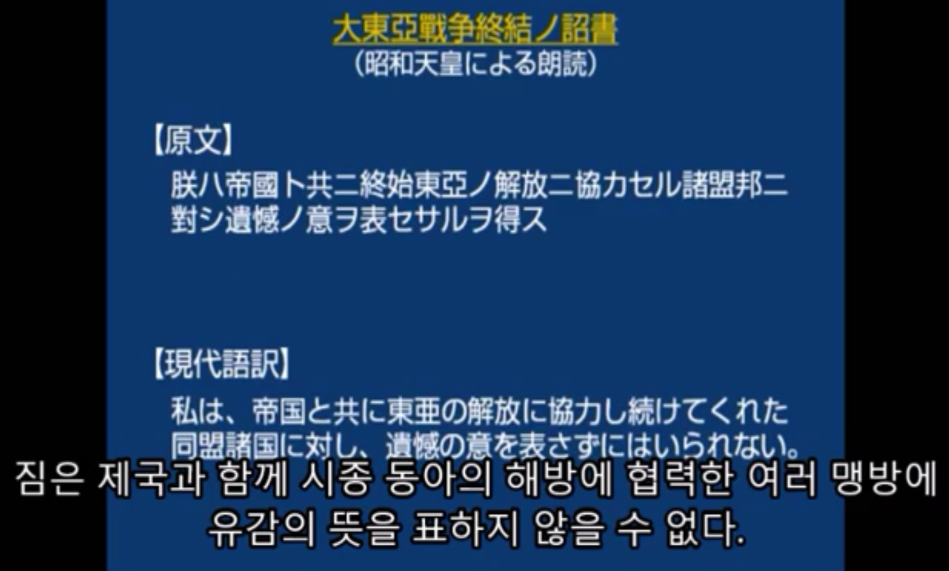 大東亞戰争終結ノ詔書
（昭和天皇による朗読）
【原文】
朕ハ帝國ト共ニ終始東亞ノ解放ニ協力セル諸盟邦ニ
對シ遺憾ノ意ヲ表セサルヲ得ス
【現代語訳】
私は、帝国と共に東亜の解放に協力し続けてくれた
同盟諸国に対し、遺憾の意を表さずにはいられない。
짐은 제국과 함께 시종 동아의 해방에 협력한 여러 맹방에
유감의 뜻을 표하지 않을 수 없다.